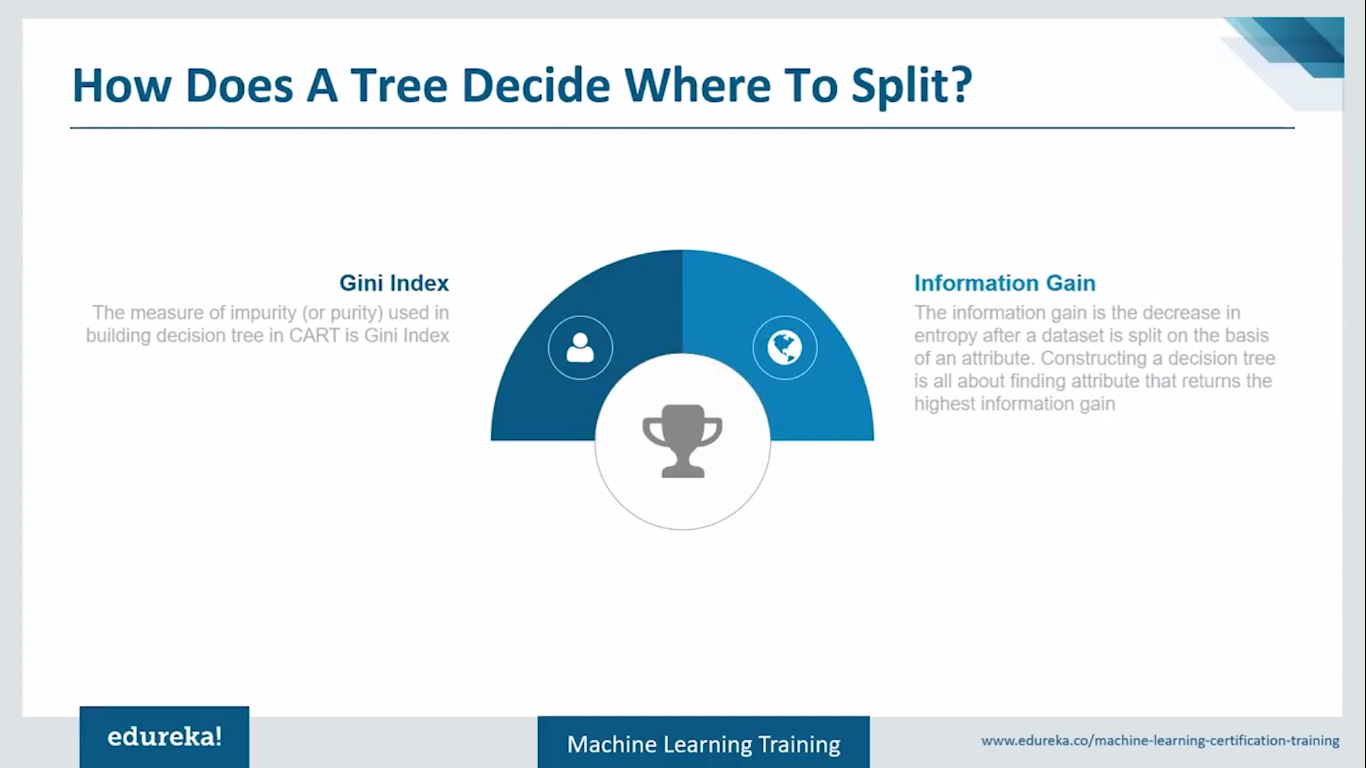 How Does A Tree Decide Where To Split?
Gini Index
The measure of impurity (or purity) used in
building decision tree in CART is Gini Index
Information Gain
The information gain is the decrease in
entropy after a dataset is split on the basis
of an attribute. Constructing a decision tree
is all about finding attribute that returns the
highest information gain
edureka!
Machine Learning Training
www.edureka.co/machine-learning-certification-training